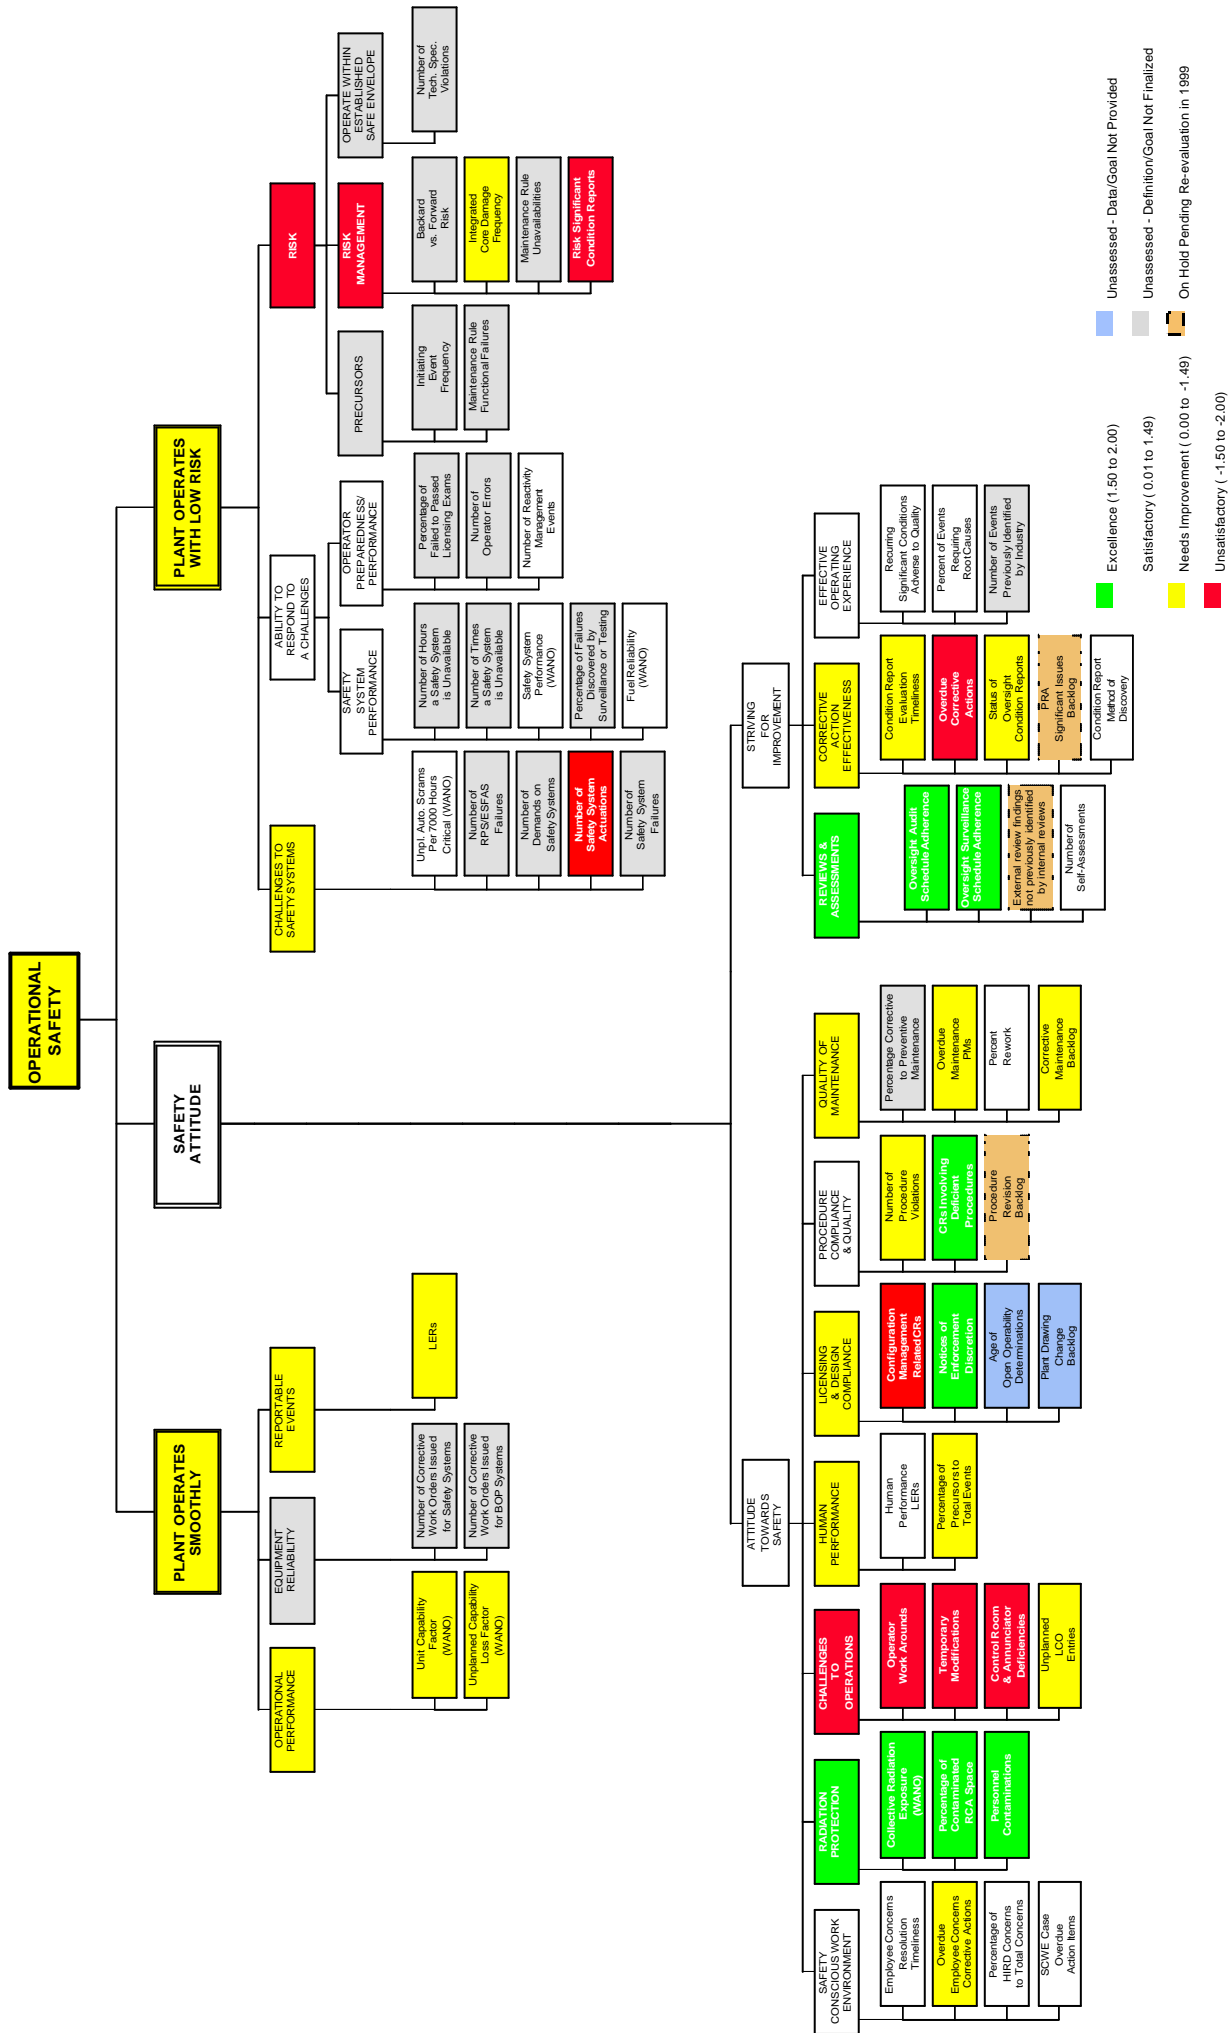 OPERATIONAL
SAFETY
PLANT OPERATES
SMOOTHLY
SAFETY
ATTITUDE
PLANT OPERATES
WITH LOW RISK
OPERATIONAL
PERFORMANCE
Unit Capability
Factor
(WANO)
Unplanned Capability
Loss Factor
(WANO)
EQUIPMENT
RELIABILITY
Number of Corrective
Work Orders Issued
for Safety Systems
Number of Corrective
Work Orders Issued
for BOP Systems
REPORTABLE
EVENTS
LERs
CHALLENGES TO
SAFETY SYSTEMS
Unpl. Auto. Scrams
Per 7000 Hours
Critical (WANO)
Number of
RPS/ESFAS
Failures
Number of
Demands on
Safety Systems
Number of
Safety System
Actuations
Number of
Safety System
Failures
ABILITY TO
RESPOND TO
A CHALLENGES
SAFETY
SYSTEM
PERFORMANCE
Number of Hours
a Safety System
is Unavailable
Number of Times
a Safety System
is Unavailable
Safety System
Performance
(WANO)
Percentage of Failures
Discovered by
Surveillance or Testing
Fuel Reliability
(WANO)
OPERATOR
PREPAREDNESS/
PERFORMANCE
Percentage of
Failed to Passed
Licensing Exams
Number of
Operator Errors
Number of Reactivity
Management
Events
RISK
PRECURSORS
Initiating
Event
Frequency
Maintenance Rule
Functional Failures
RISK
MANAGEMENT
Backard
vs. Forward
Risk
Integrated
Core Damage
Frequency
Maintenance Rule
Unavailabilities
Risk Significant
Condition Reports
OPERATE WITHIN
ESTABLISHED
SAFE ENVELOPE
Number of
Tech. Spec.
Violations
ATTITUDE
TOWARDS
SAFETY
SAFETY
CONSCIOUS WORK
ENVIRONMENT
Employee Concerns
Resolution
Timeliness
Overdue
Employee Concerns
Corrective Actions
Percentage of
HIRD Concerns
to Total Concerns
SCWE Case
Overdue
Action Items
RADIATION
PROTECTION
Collective Radiation
Exposure
(WANO)
Percentage of
Contaminated
RCA Space
Personnel
Contaminations
CHALLENGES
TO
OPERATIONS
Operator
Work Arounds
Temporary
Modifications
Control Room
& Annunciator
Deficiencies
Unplanned
LCO
Entries
HUMAN
PERFORMANCE
Human
Performance
LERs
Percentage of
Precursors to
Total Events
LICENSING
& DESIGN
COMPLIANCE
Configuration
Management
Related CRs
Notices of
Enforcement
Discretion
Age of
Open Operability
Determinations
Plant Drawing
Change
Backlog
PROCEDURE
COMPLIANCE
& QUALITY
Number of
Procedure
Violations
CRs Involving
Deficient
Procedures
Procedure
Revision
Backlog
QUALITY OF
MAINTENANCE
Percentage Corrective
to Preventive
Maintenance
Overdue
Maintenance
PMs
Percent
Rework
Corrective
Maintenance
Backlog
STRIVING
FOR
IMPROVEMENT
REVIEWS &
ASSESSMENTS
Oversight Audit
Schedule Adherence
Oversight Surveillance
Schedule Adherence
External review findings
not previously identified
by internal reviews
Number of
Self-Assessments
CORRECTIVE
ACTION
EFFECTIVENESS
Condition Report
Evaluation
Timeliness
Overdue
Corrective
Actions
Status of
Oversight
Condition Reports
PRA
Significant Issues
Backlog
Condition Report
Method of
Discovery
EFFECTIVE
OPERATING
EXPERIENCE
Recurring
Significant Conditions
Adverse to Quality
Percent of Events
Requiring
Root Causes
Number of Events
Previously Identified
by Industry
Excellence (1.50 to 2.00)
Satisfactory ( 0.01 to 1.49)
Needs Improvement ( 0.00 to -1.49)
Unsatisfactory ( -1.50 to -2.00)
Unassessed - Data/Goal Not Provided
Unassessed - Definition/Goal Not Finalized
On Hold Pending Re-evaluation in 1999